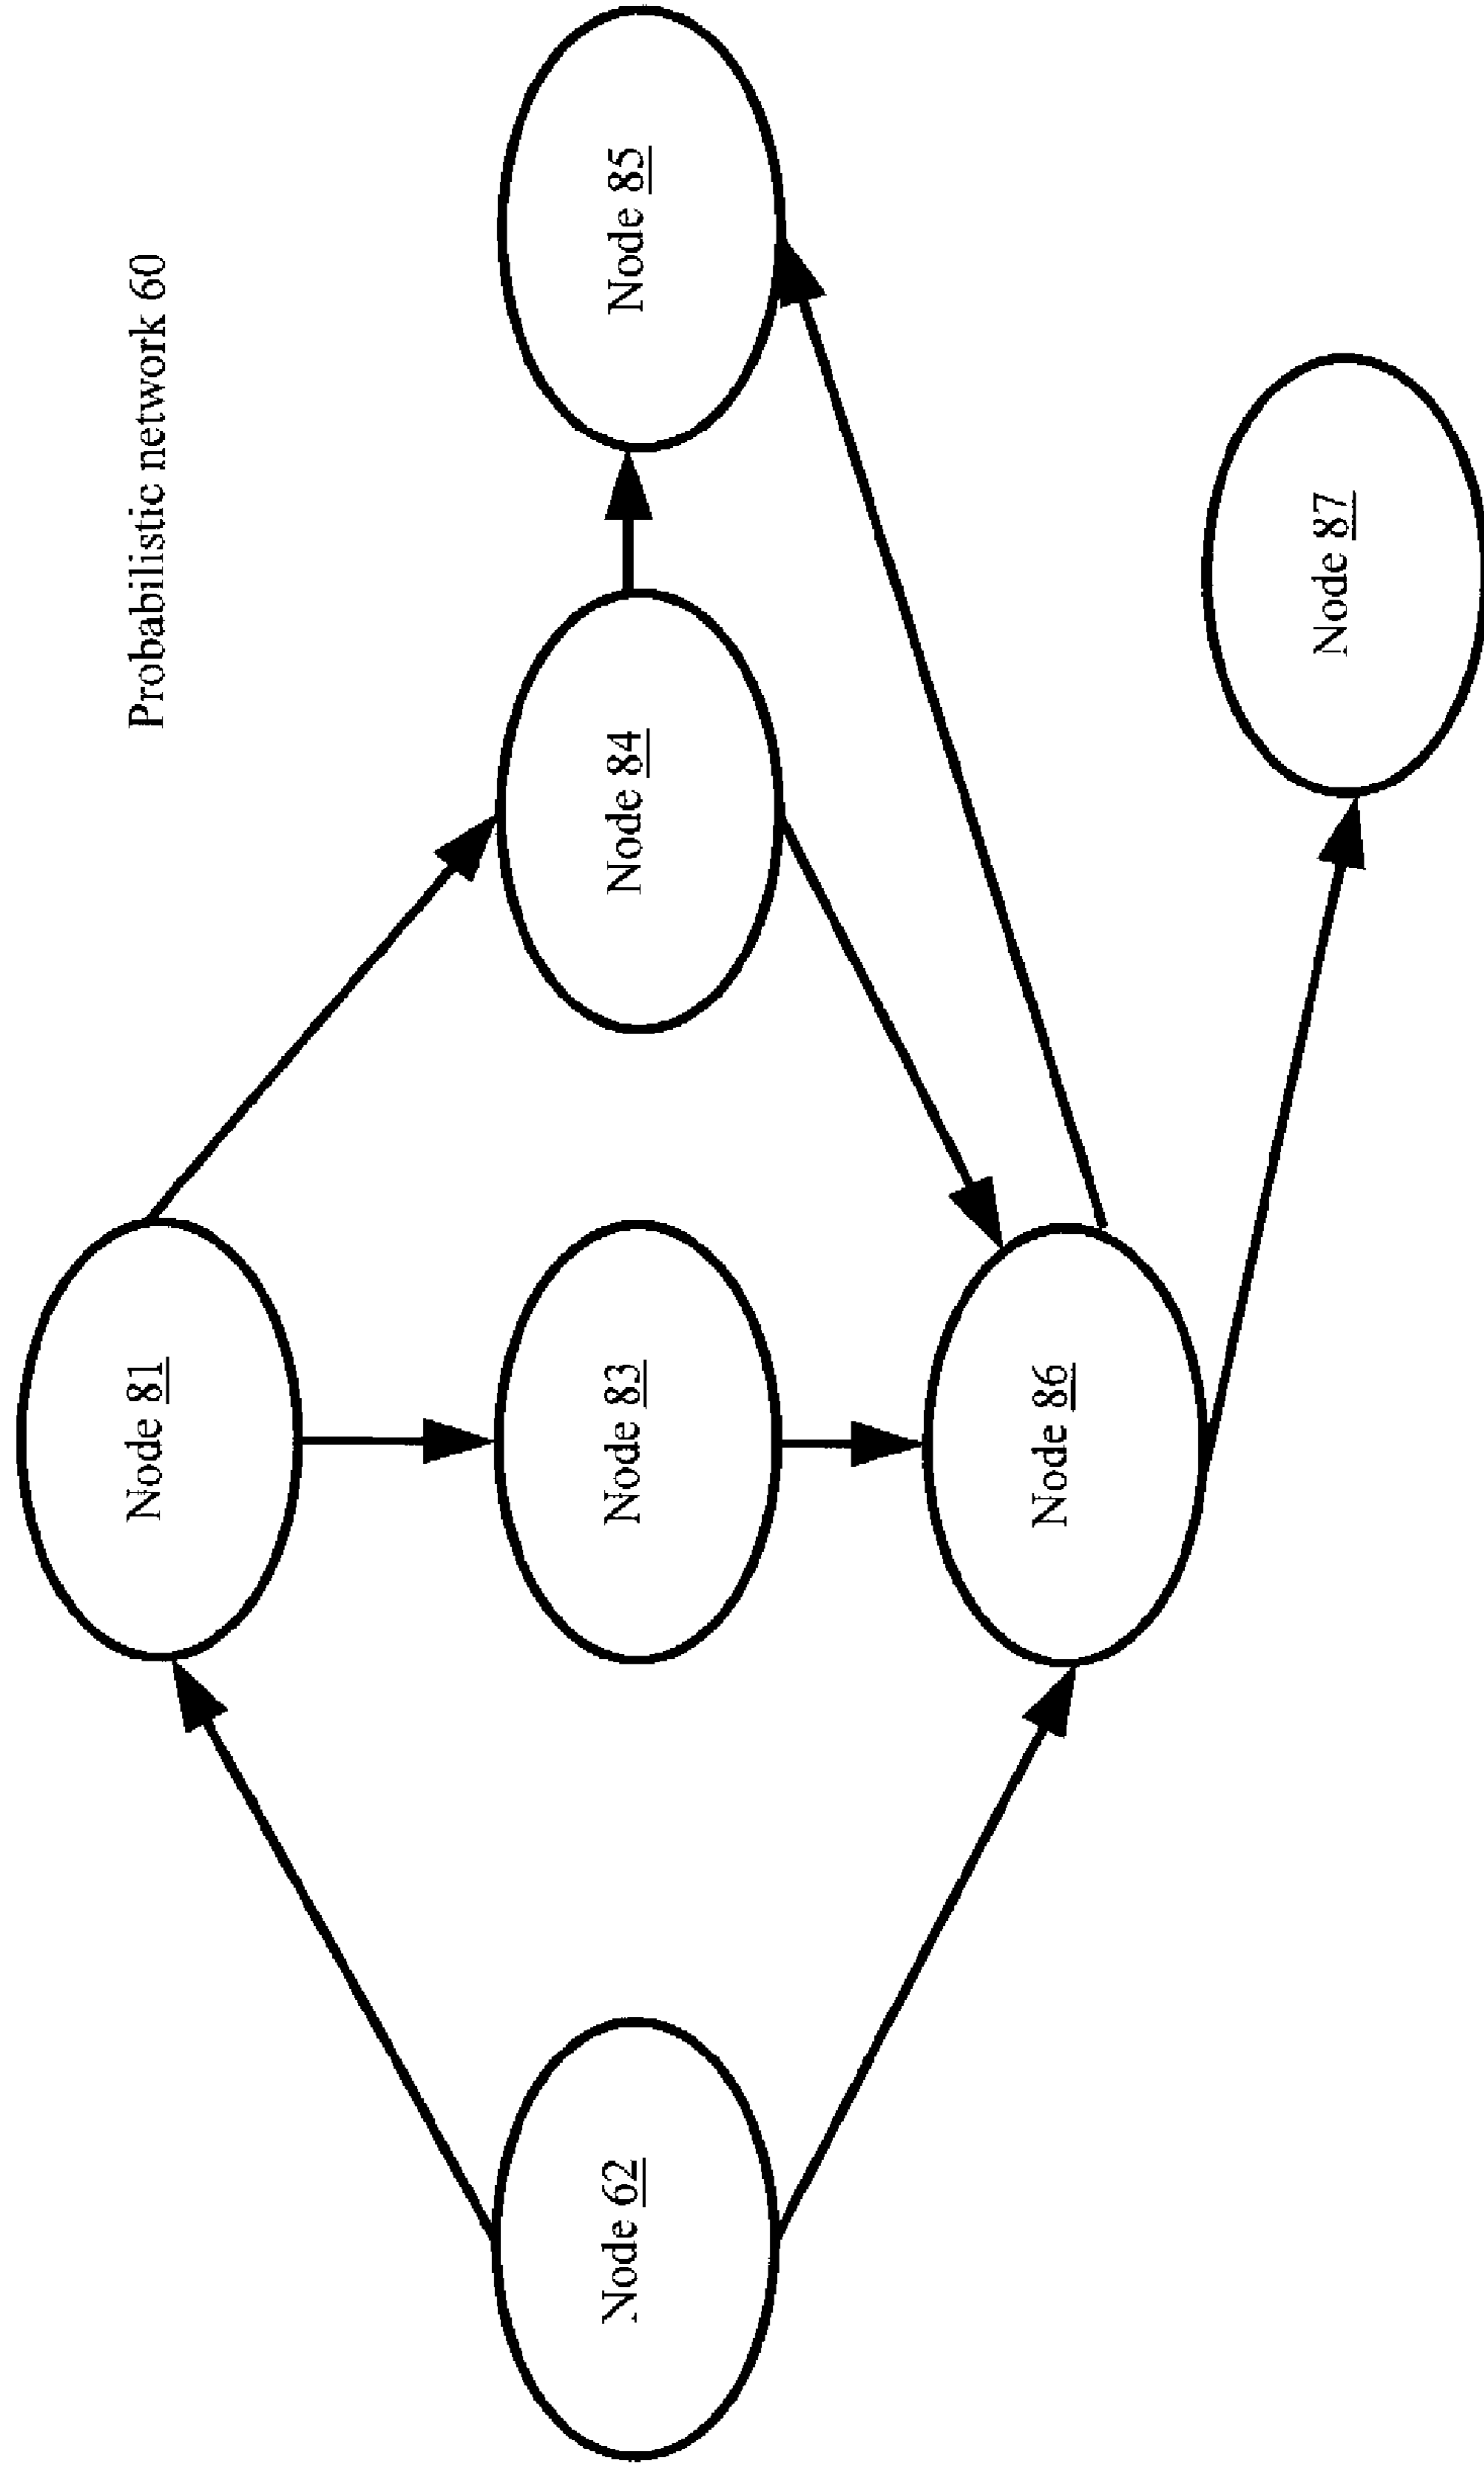 Probabilistic network 60
Node 81
Node 62
Node 83
Node 84
Node 85
Node 86
Node 87